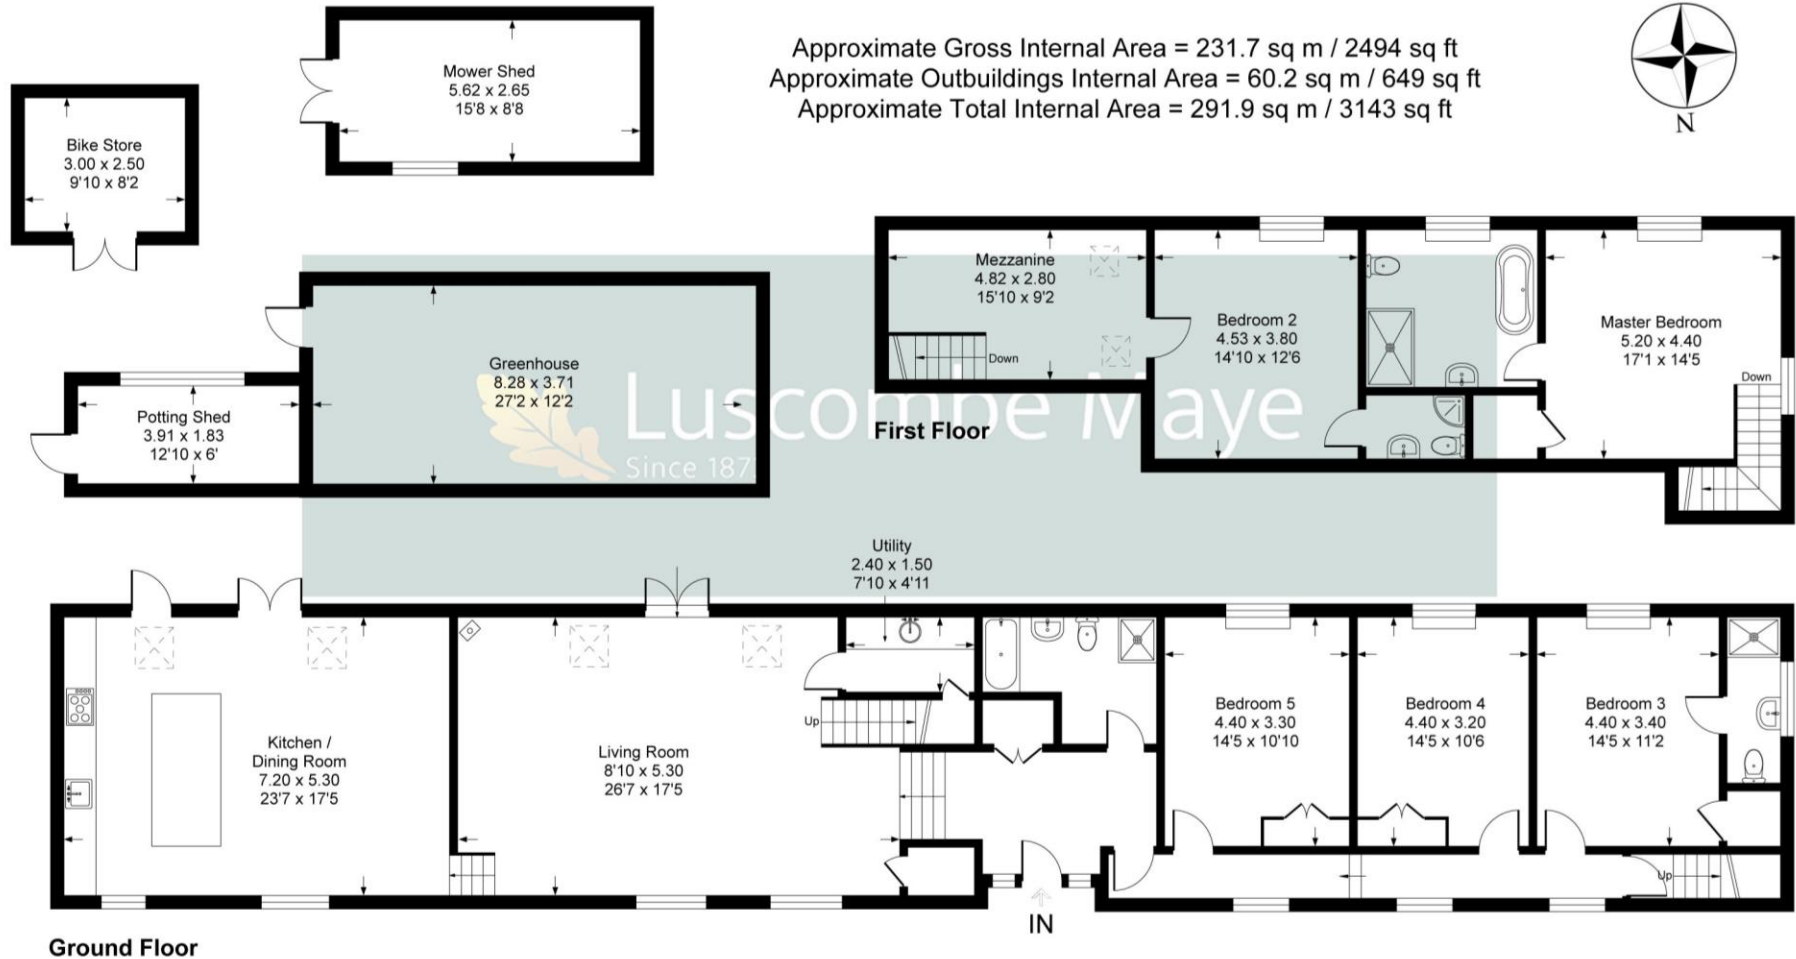 Approximate Gross Internal Area = 231.7 sq m / 2494 sq ft
Approximate Outbuildings Internal Area = 60.2 sq m / 649 sq ft
Approximate Total Internal Area = 291.9 sq m / 3143 sq ft
N
Mower Shed
5.62 x 2.65
15'8 x 8'8
Bike Store
3.00 x 2.50
9'10 x 8'2
Mezzanine
4.82 x 2.80
15'10 x 9'2
Down
Bedroom 2
4.53 x 3.80
14'10 x 12'6
Master Bedroom
5.20 x 4.40
17'1 x 14'5
Down
Greenhouse
8.28 x 3.71
27'2 x 12'2
Potting Shed
3.91 x 1.83
12'10 x 6'
Luscombe Maye
Since 187
First Floor
Utility
2.40 x 1.50
7'10 x 4'11
Kitchen /
Dining Room
7.20 x 5.30
23'7 x 17'5
Living Room
8'10 x 5.30
26'7 x 17'5
Up
Bedroom 5
4.40 x 3.30
14'5 x 10'10
Bedroom 4
4.40 x 3.20
14'5 x 10'6
Bedroom 3
4.40 x 3.40
14'5 x 11'2
Up
IN
Ground Floor